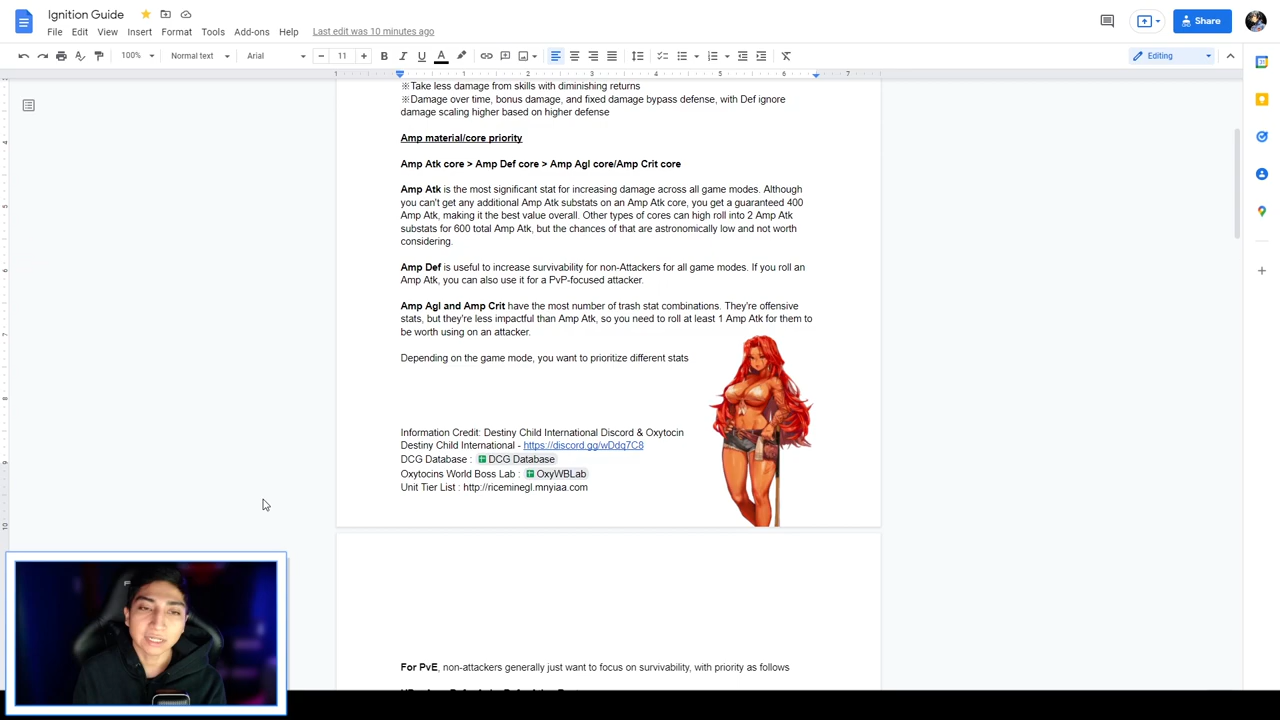 Ignition Guide
File Edit View Insert Format Tools Add-ons Help Last edit was 10 minutes ago
Share
100% Normal text Arial 11 Editing
1 1 2 3 4 5 6 7
※Take less damage from skills with diminishing returns
※Damage over time, bonus damage, and fixed damage bypass defense, with Def ignore
damage scaling higher based on higher defense
Amp material/core priority
Amp Atk core > Amp Def core > Amp Agl core/Amp Crit core
Amp Atk is the most significant stat for increasing damage across all game modes. Although
you can't get any additional Amp Atk substats on an Amp Atk core, you get a guaranteed 400
Amp Atk, making it the best value overall. Other types of cores can high roll into 2 Amp Atk
substats for 600 total Amp Atk, but the chances of that are astronomically low and not worth
considering.
Amp Def is useful to increase survivability for non-Attackers for all game modes. If you roll an
Amp Atk, you can also use it for a PvP-focused attacker.
Amp Agl and Amp Crit have the most number of trash stat combinations. They're offensive
stats, but they're less impactful than Amp Atk, so you need to roll at least 1 Amp Atk for them to
be worth using on an attacker.
Depending on the game mode, you want to prioritize different stats
Information Credit: Destiny Child International Discord & Oxytocin
Destiny Child International - https://discord.gg/wDdq7C8
DCG Database : DCG Database
Oxytocins World Boss Lab : OxyWBLab
Unit Tier List : http://riceminegl.mnyiaa.com
For PvE, non-attackers generally just want to focus on survivability, with priority as follows